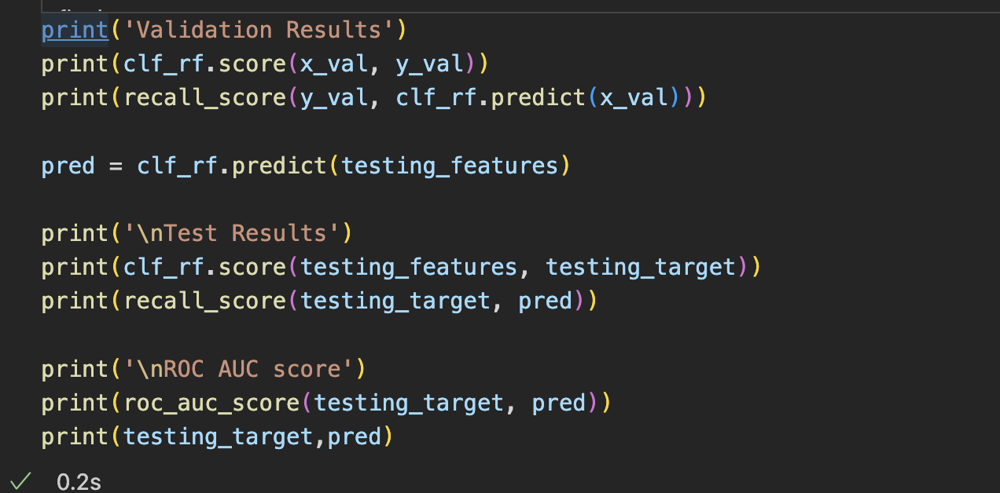 print('Validation Results')
print(clf_rf.score(x_val, y_val))
print(recall_score(y_val, clf_rf.predict(x_val)))
pred = clf_rf.predict(testing_features)
print('\nTest Results')
print(clf_rf.score(testing_features, testing_target))
print(recall_score(testing_target, pred))
print('\nROC AUC score')
print(roc_auc_score(testing_target, pred))
print(testing_target,pred)
0.2s